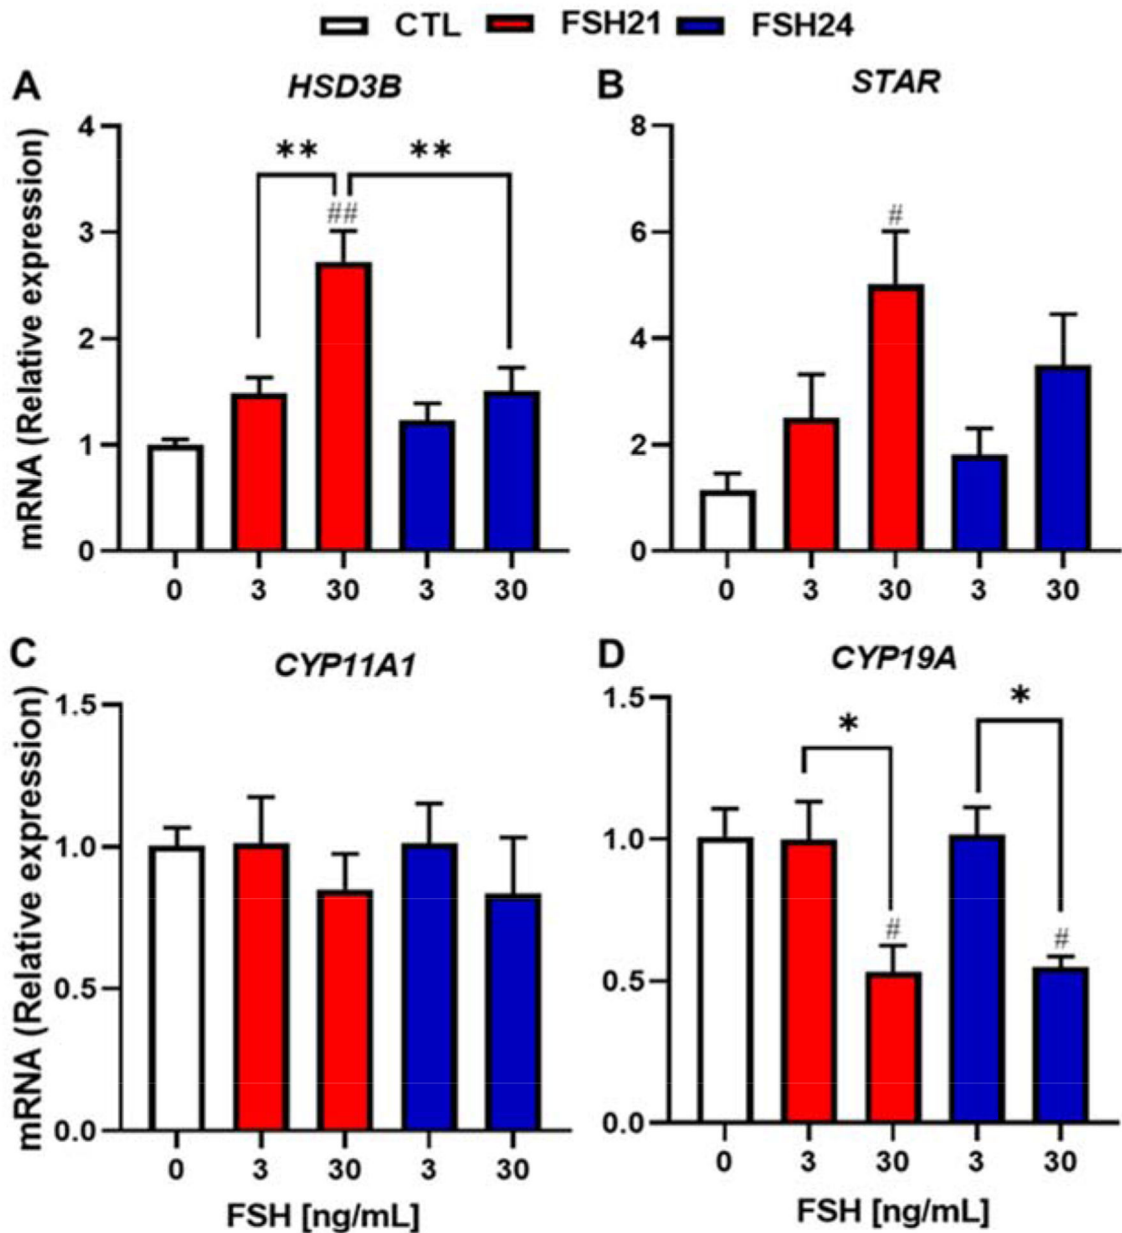 CTL FSH21 FSH24
A HSD3B
mRNA (Relative expression)
4
3
2
1
0
** **
##
0 3 30 3 30
B STAR
8
6
4
2
0
#
0 3 30 3 30
C CYP11A1
mRNA (Relative expression)
1.5
1.0
0.5
0.0
0 3 30 3 30
FSH [ng/mL]
D CYP19A
1.5
1.0
0.5
0.0
* *
# #
0 3 30 3 30
FSH [ng/mL]